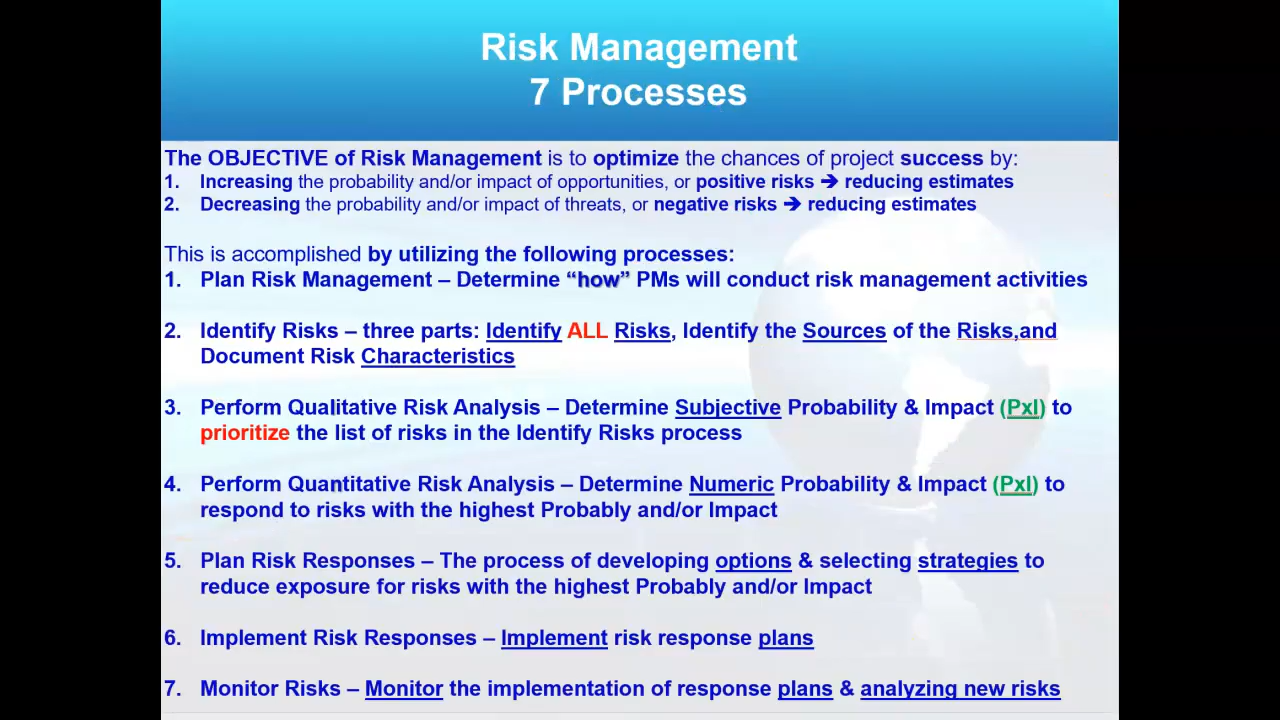 Risk Management
7 Processes
The OBJECTIVE of Risk Management is to optimize the chances of project success by:
1. Increasing the probability and/or impact of opportunities, or positive risks ➔ reducing estimates
2. Decreasing the probability and/or impact of threats, or negative risks ➔ reducing estimates
This is accomplished by utilizing the following processes:
1. Plan Risk Management – Determine “how” PMs will conduct risk management activities
2. Identify Risks – three parts: Identify ALL Risks, Identify the Sources of the Risks,and
Document Risk Characteristics
3. Perform Qualitative Risk Analysis – Determine Subjective Probability & Impact (PxI) to
prioritize the list of risks in the Identify Risks process
4. Perform Quantitative Risk Analysis – Determine Numeric Probability & Impact (PxI) to
respond to risks with the highest Probably and/or Impact
5. Plan Risk Responses – The process of developing options & selecting strategies to
reduce exposure for risks with the highest Probably and/or Impact
6. Implement Risk Responses – Implement risk response plans
7. Monitor Risks – Monitor the implementation of response plans & analyzing new risks